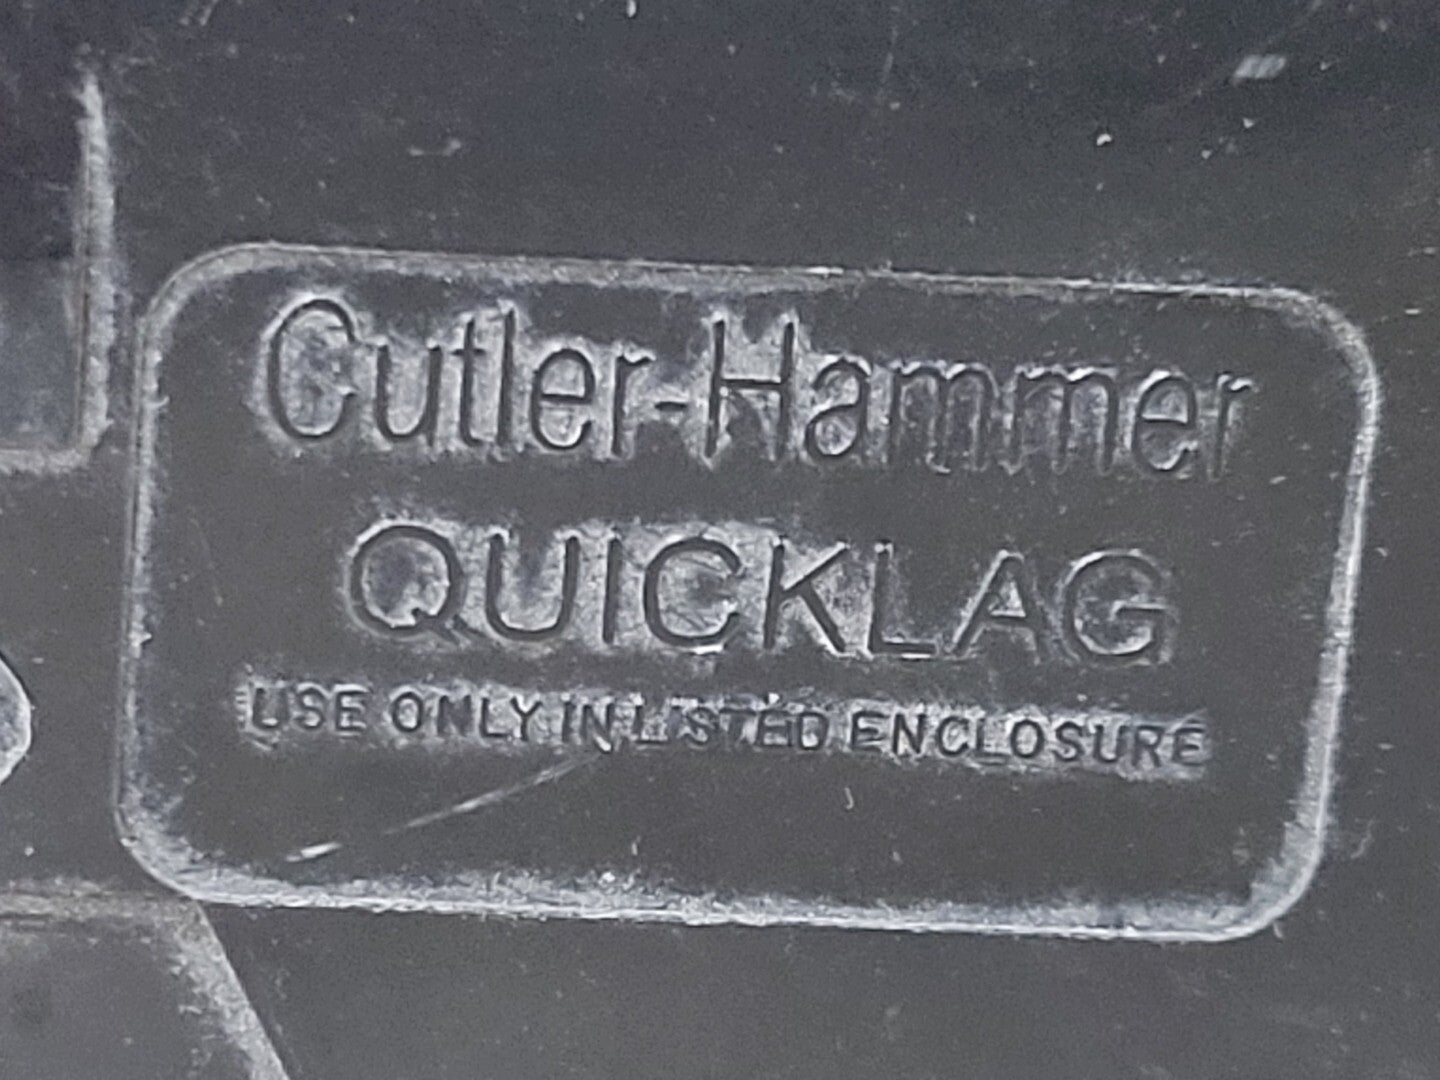 Cutler-Hammer
QUICKLAG
USE ONLY IN LISTED ENCLOSURE